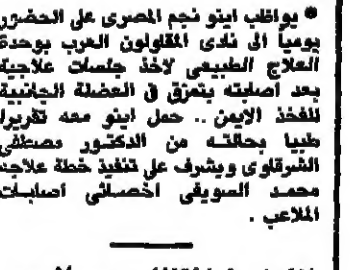 ● يواظب اينو نجم المصرى على الحضور
يومياً الى نادى المقاولون العرب بوحدة
العلاج الطبيعى لاخذ جلسات علاجية
بعد اصابته بتمزق فى العضلة الجانبية
للفخذ الايمن .. حمل اينو معه تقريرا
طبيا بحالته من الدكتور مصطفى
الشرقاوى ويشرف على تنفيذ خطة علاجه
محمد الصويفى اخصائى اصابات
الملاعب .